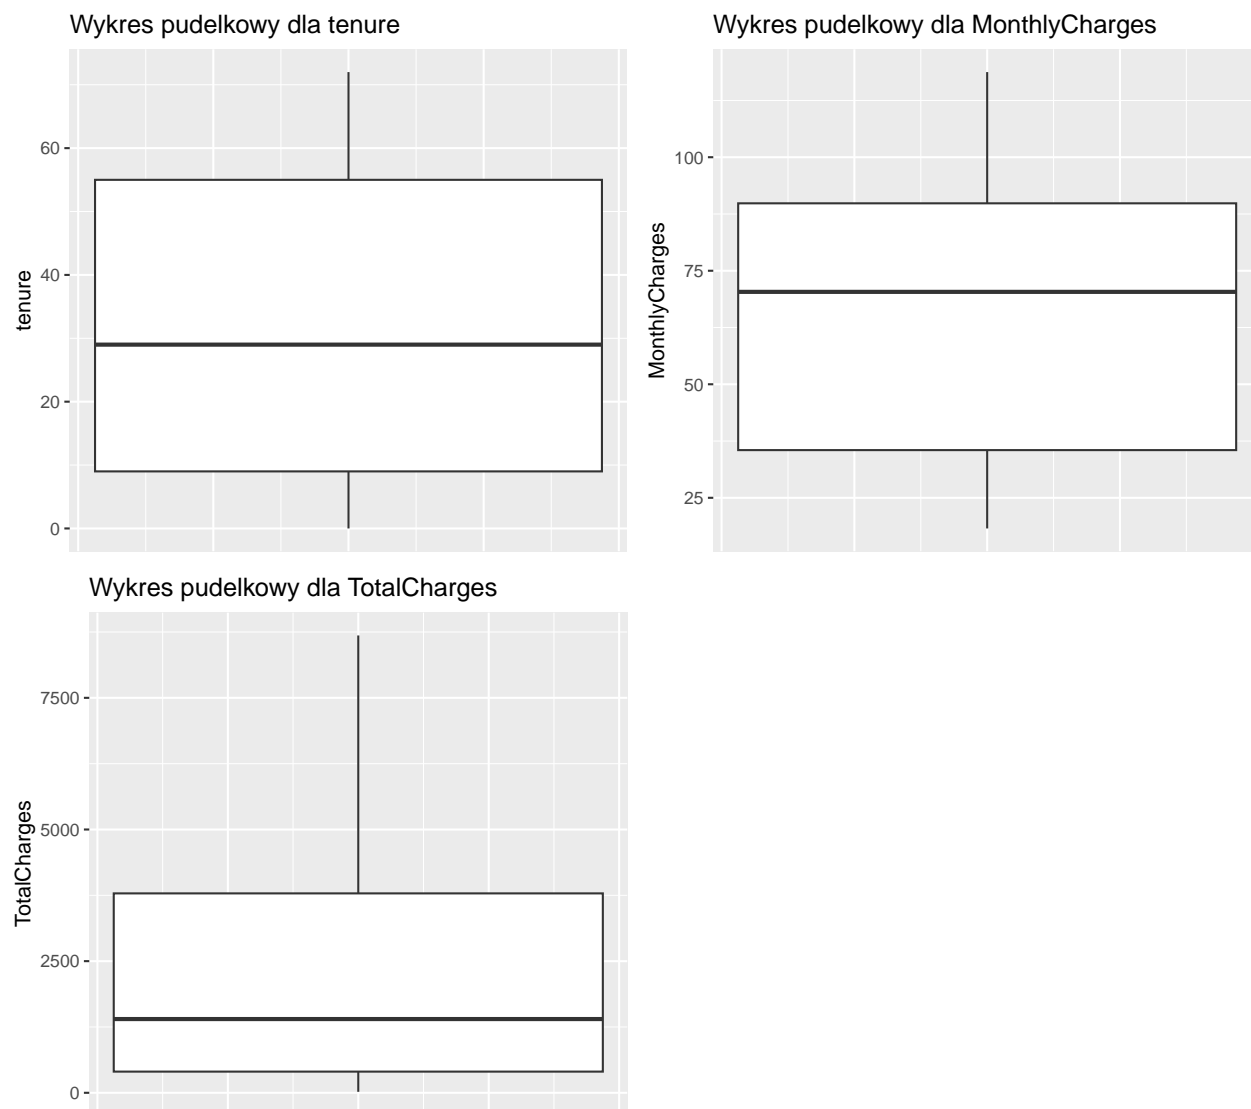 Wykres pudelkowy dla tenure
60
40
20
0
tenure
Wykres pudelkowy dla MonthlyCharges
100
75
50
25
MonthlyCharges
Wykres pudelkowy dla TotalCharges
7500
5000
2500
0
TotalCharges